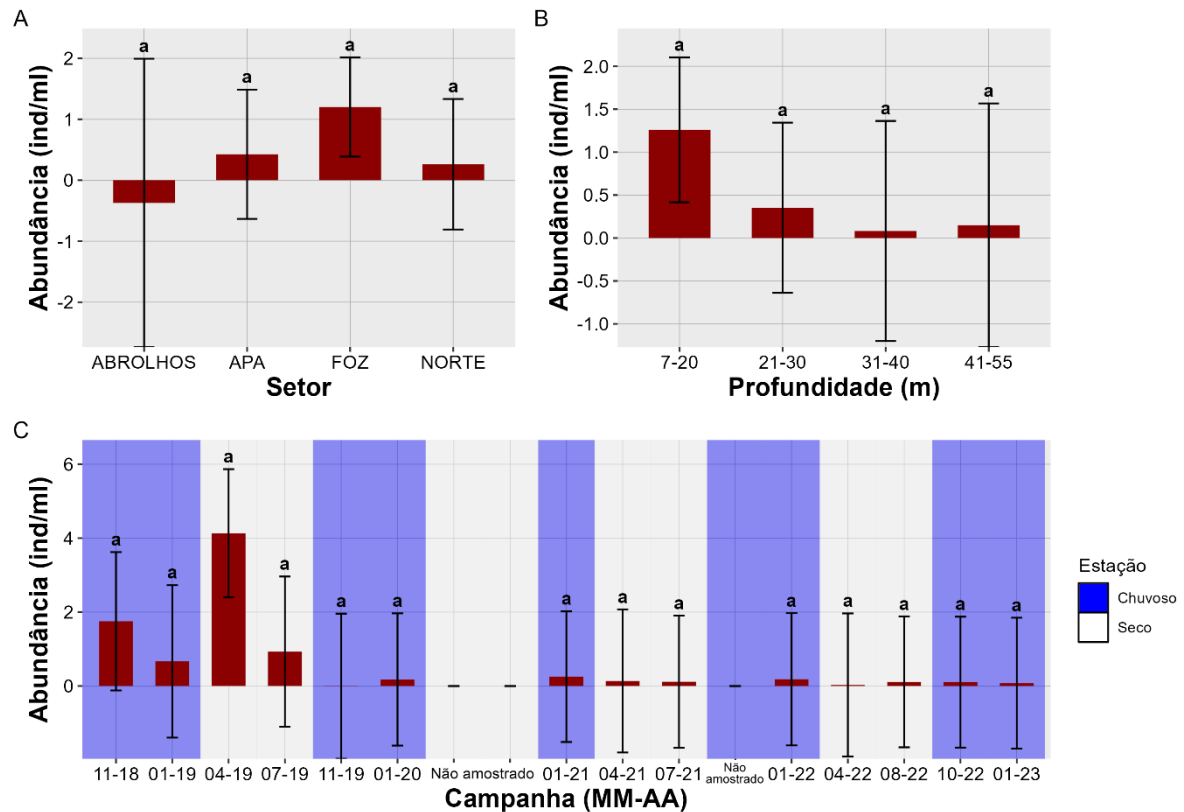 A
Abundância (ind/ml)
2
1
0
-1
-2
a
a
a
a
ABROLHOS
APA
FOZ
NORTE
Setor
B
Abundância (ind/ml)
2.0
1.5
1.0
0.5
0.0
-0.5
-1.0
a
a
a
a
7-20
21-30
31-40
41-55
Profundidade (m)
C
Abundância (ind/ml)
6
4
2
0
a
a
a
a
a
a
a
a
a
a
a
a
a
a
11-18
01-19
04-19
07-19
11-19
01-20
Não amostrado
01-21
04-21
07-21
Não
amostrado
01-22
04-22
08-22
10-22
01-23
Campanha (MM-AA)
Estação
Chuvoso
Seco